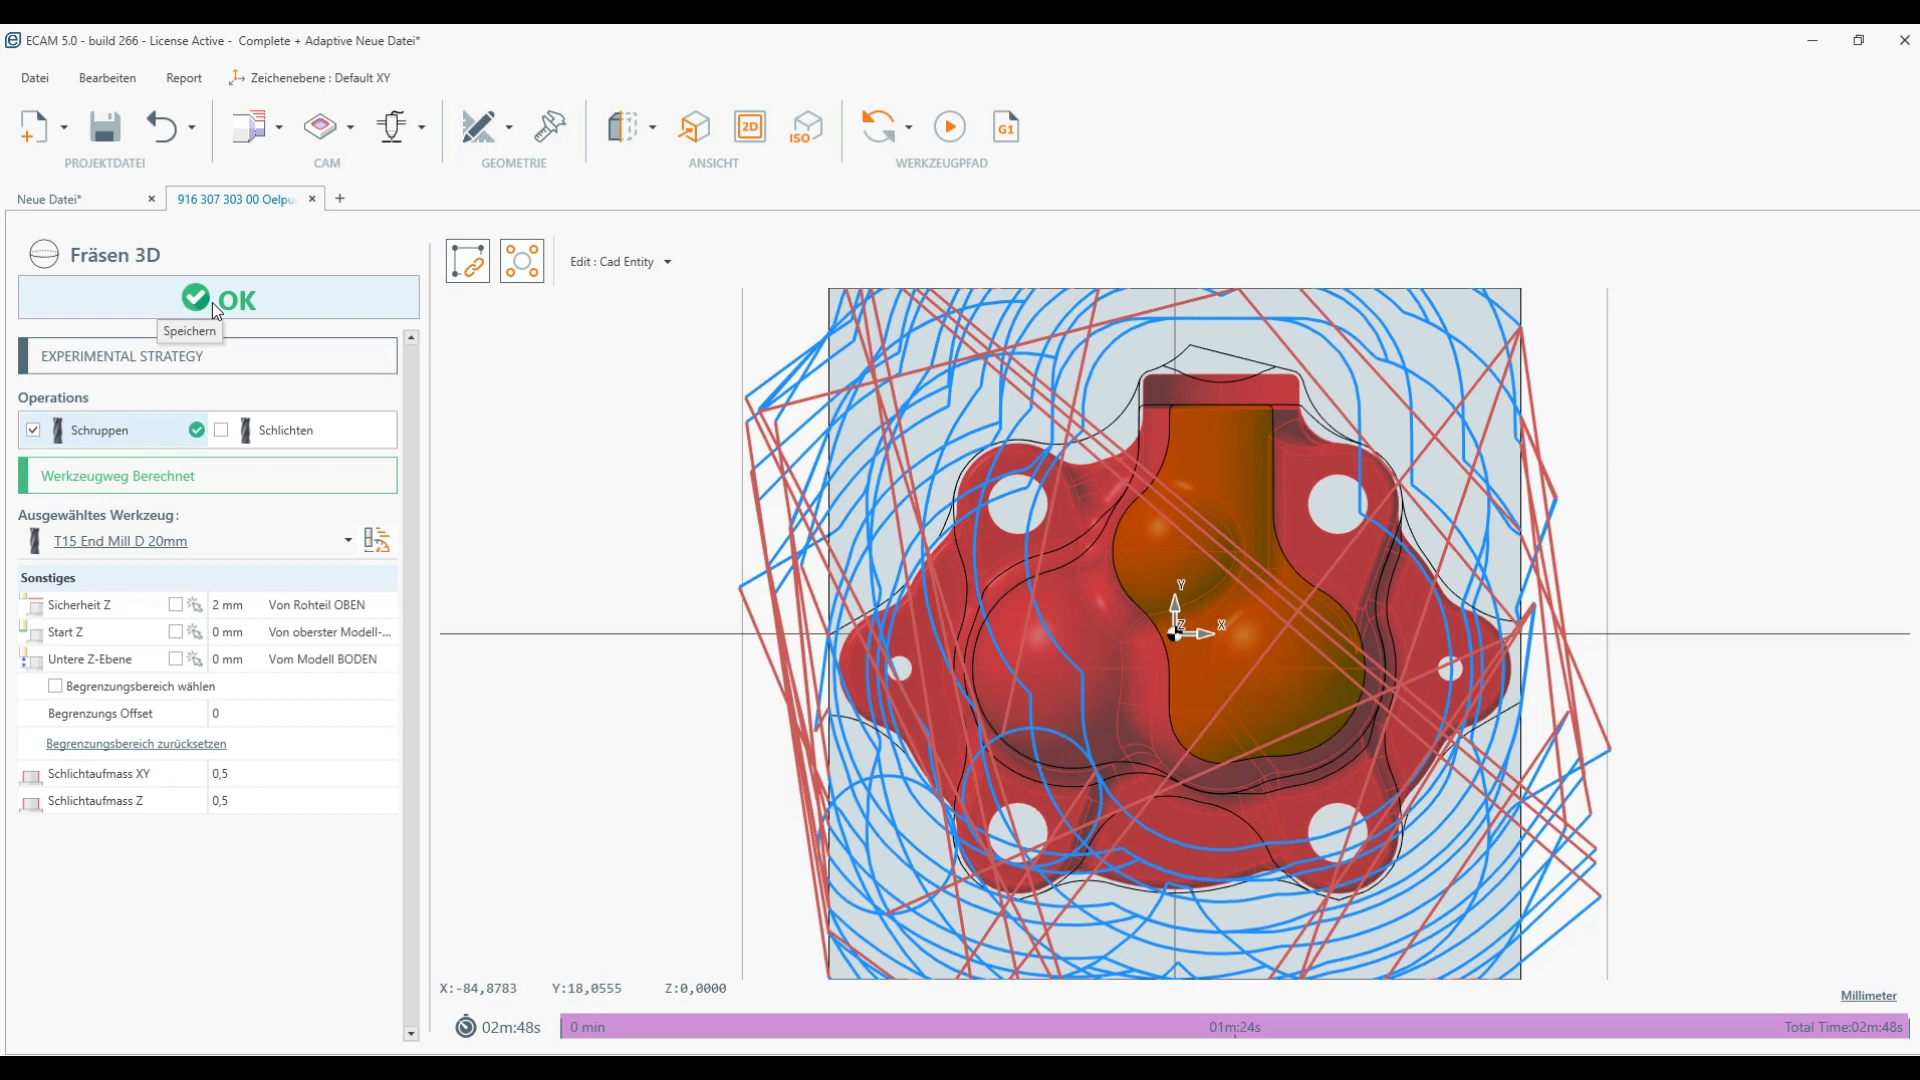 ECAM 5.0 - build 266 - License Active - Complete + Adaptive Neue Datei*
Datei Bearbeiten Report Zeichenebene : Default XY
2D ISO G1
PROJEKTDATEI CAM GEOMETRIE ANSICHT WERKZEUGPFAD
Neue Datei* 916 307 303 00 Oelpu
Fräsen 3D
Edit : Cad Entity
OK
Speichern
EXPERIMENTAL STRATEGY
Operations
Schruppen Schlichten
Werkzeugweg Berechnet
Ausgewähltes Werkzeug:
T15 End Mill D 20mm
Sonstiges
Sicherheit Z 2 mm Von Rohteil OBEN
Start Z 0 mm Von oberster Modell-...
Untere Z-Ebene 0 mm Vom Modell BODEN
Begrenzungsbereich wählen
Begrenzungs Offset 0
Begrenzungsbereich zurücksetzen
Schlichtaufmass XY 0,5
Schlichtaufmass Z 0,5
Y
Z X
X:-84,8783 Y:18,0555 Z:0,0000
Millimeter
02m:48s 0 min 01m:24s Total Time:02m:48s